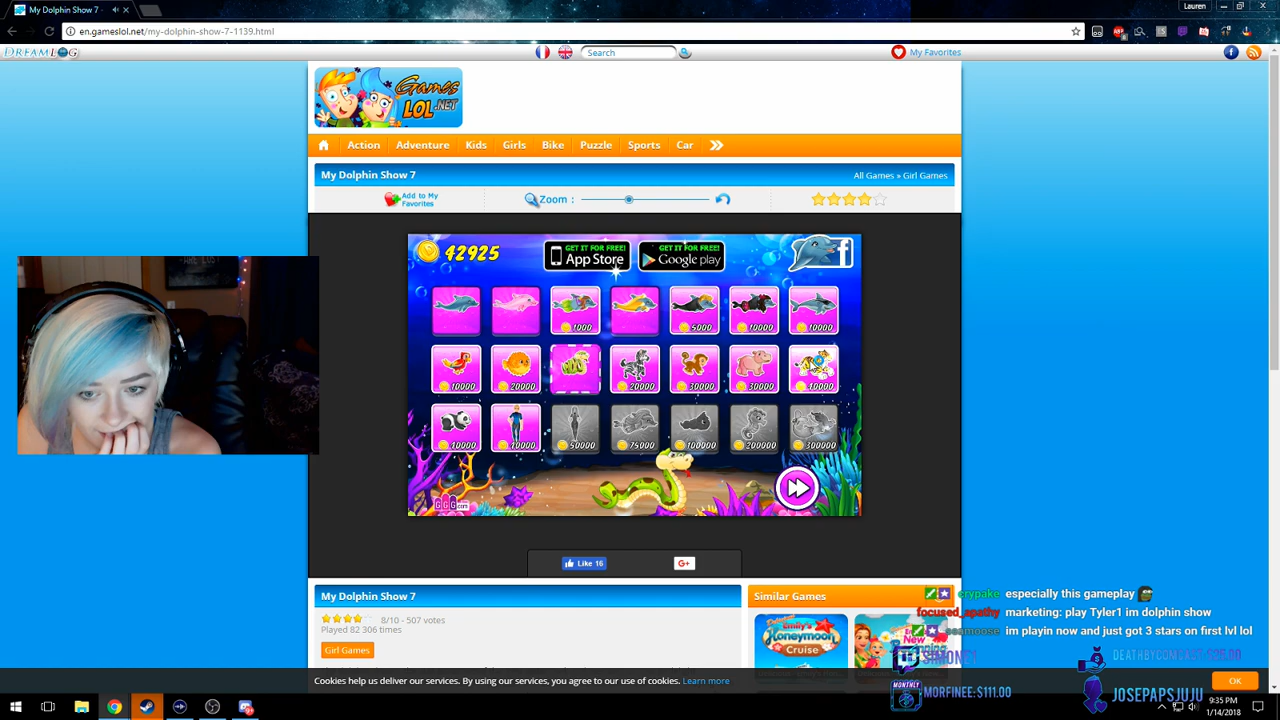 My Dolphin Show 7 -
Lauren
en.gameslol.net/my-dolphin-show-7-1139.html
DREAMLOG
Search
My Favorites
Games
LOL.NET
Action Adventure Kids Girls Bike Puzzle Sports Car
My Dolphin Show 7
All Games » Girl Games
Add to My
Favorites
Zoom :
42925
GET IT FOR FREE!
App Store
GET IT FOR FREE!
Google play
1000 5000 10000 10000
10000 20000 20000 30000 30000 10000
10000 10000 50000 75000 100000 200000 300000
Like 16
G+
My Dolphin Show 7
Similar Games
8/10 - 507 votes
Played 82 306 times
Girl Games
Emily's
Honeymoon
Cruise
New
crypake especially this gameplay
focused_apathy marketing: play Tyler1 im dolphin show
im playin now and just got 3 stars on first lvl lol
Cookies help us deliver our services. By using our services, you agree to our use of cookies. Learn more
OK
MONTHLY
MORFINEE:$111.00
JOSEPAPSJUJU
9:35 PM
1/14/2018